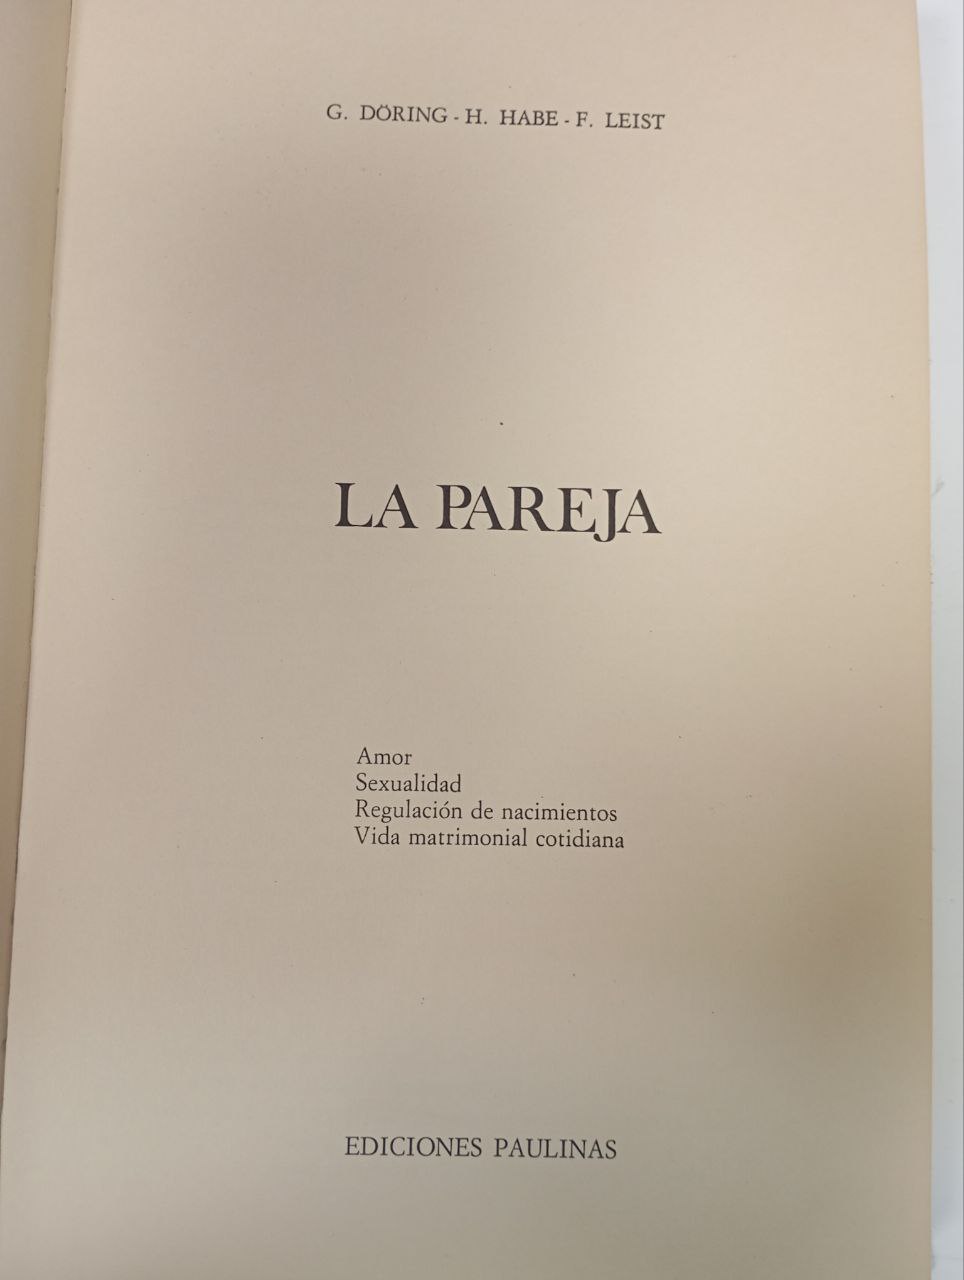 G. DÖRING - H. HABE - F. LEIST
LA PAREJA
Amor
Sexualidad
Regulación de nacimientos
Vida matrimonial cotidiana
EDICIONES PAULINAS